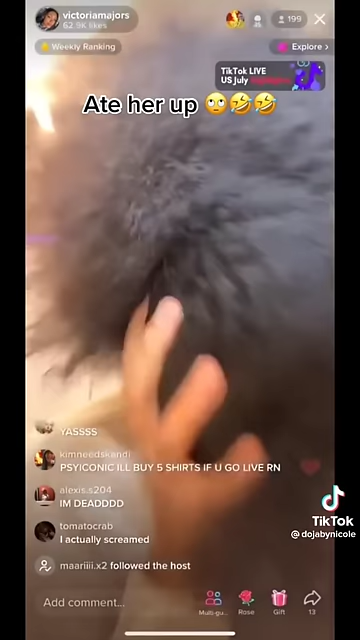 victoriamajors
62.9K likes
199
Weekly Ranking
Explore >
TikTok LIVE
US July
Ate her up 🙄🤣🤣
YASSSS
kimneedskandi
PSYICONIC ILL BUY 5 SHIRTS IF U GO LIVE RN
alexis.s204
IM DEADDDD
tomatocrab
I actually screamed
maariiii.x2 followed the host
TikTok
@dojabynicole
Add comment...
Multi-gu...
Rose
Gift
13